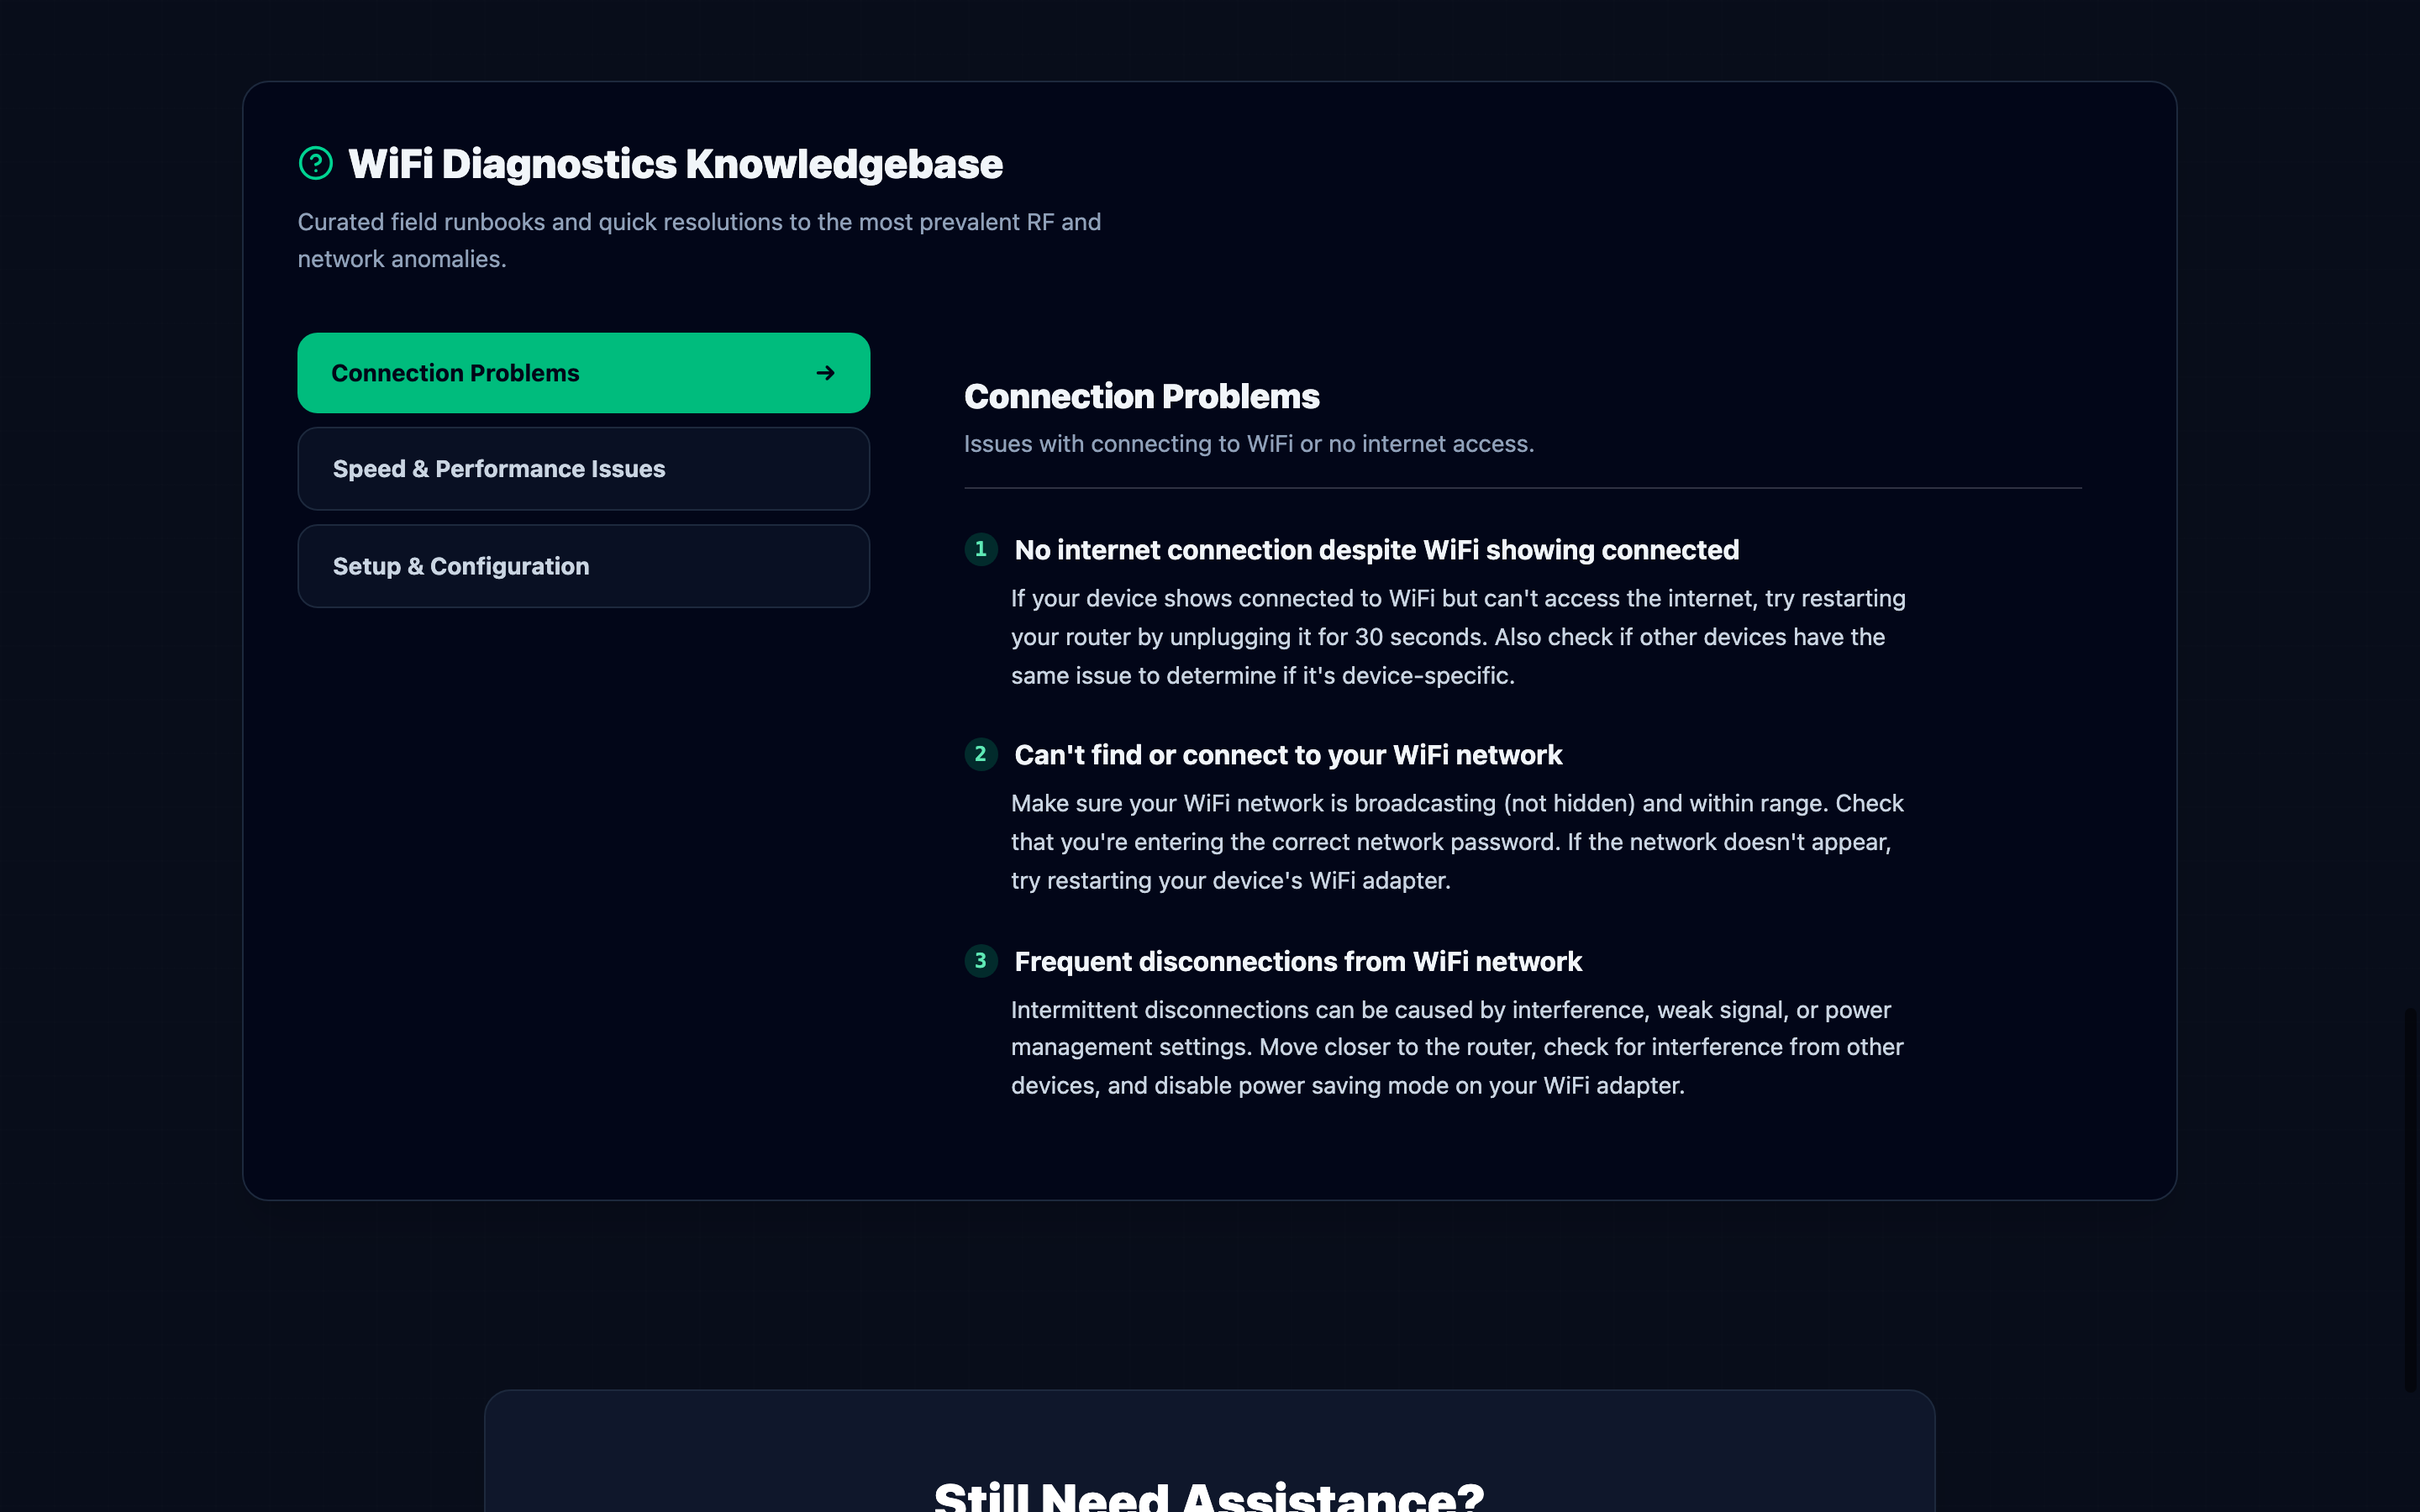 WiFi Diagnostics Knowledgebase
Curated field runbooks and quick resolutions to the most prevalent RF and
network anomalies.
Connection Problems
Speed & Performance Issues
Setup & Configuration
Connection Problems
Issues with connecting to WiFi or no internet access.
1 No internet connection despite WiFi showing connected
If your device shows connected to WiFi but can't access the internet, try restarting
your router by unplugging it for 30 seconds. Also check if other devices have the
same issue to determine if it's device-specific.
2 Can't find or connect to your WiFi network
Make sure your WiFi network is broadcasting (not hidden) and within range. Check
that you're entering the correct network password. If the network doesn't appear,
try restarting your device's WiFi adapter.
3 Frequent disconnections from WiFi network
Intermittent disconnections can be caused by interference, weak signal, or power
management settings. Move closer to the router, check for interference from other
devices, and disable power saving mode on your WiFi adapter.
Still Need Assistance?